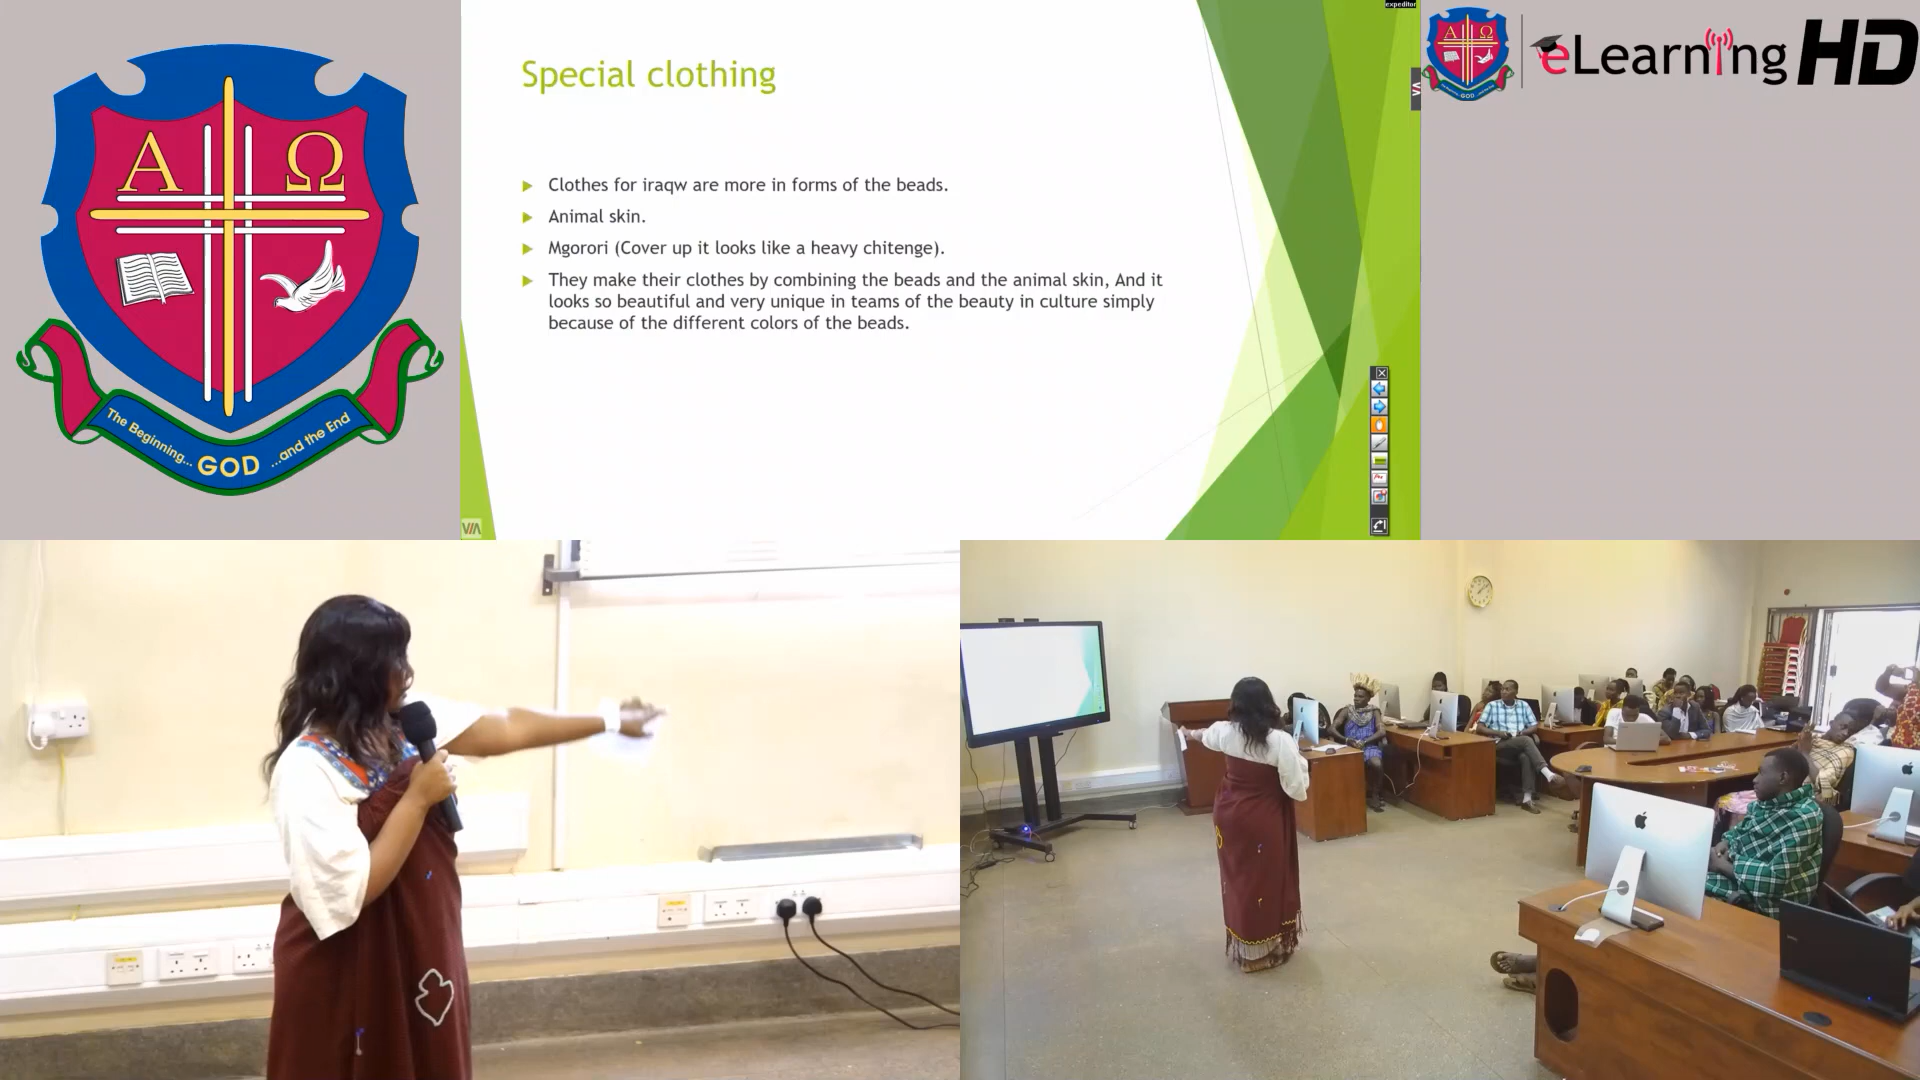 Α Ω
The Beginning... GOD ...and the End
Special clothing
Clothes for iraqw are more in forms of the beads.
Animal skin.
Mgorori (Cover up it looks like a heavy chitenge).
They make their clothes by combining the beads and the animal skin, And it
looks so beautiful and very unique in teams of the beauty in culture simply
because of the different colors of the beads.
VIA
expeditor
Α Ω
GOD
eLearning HD